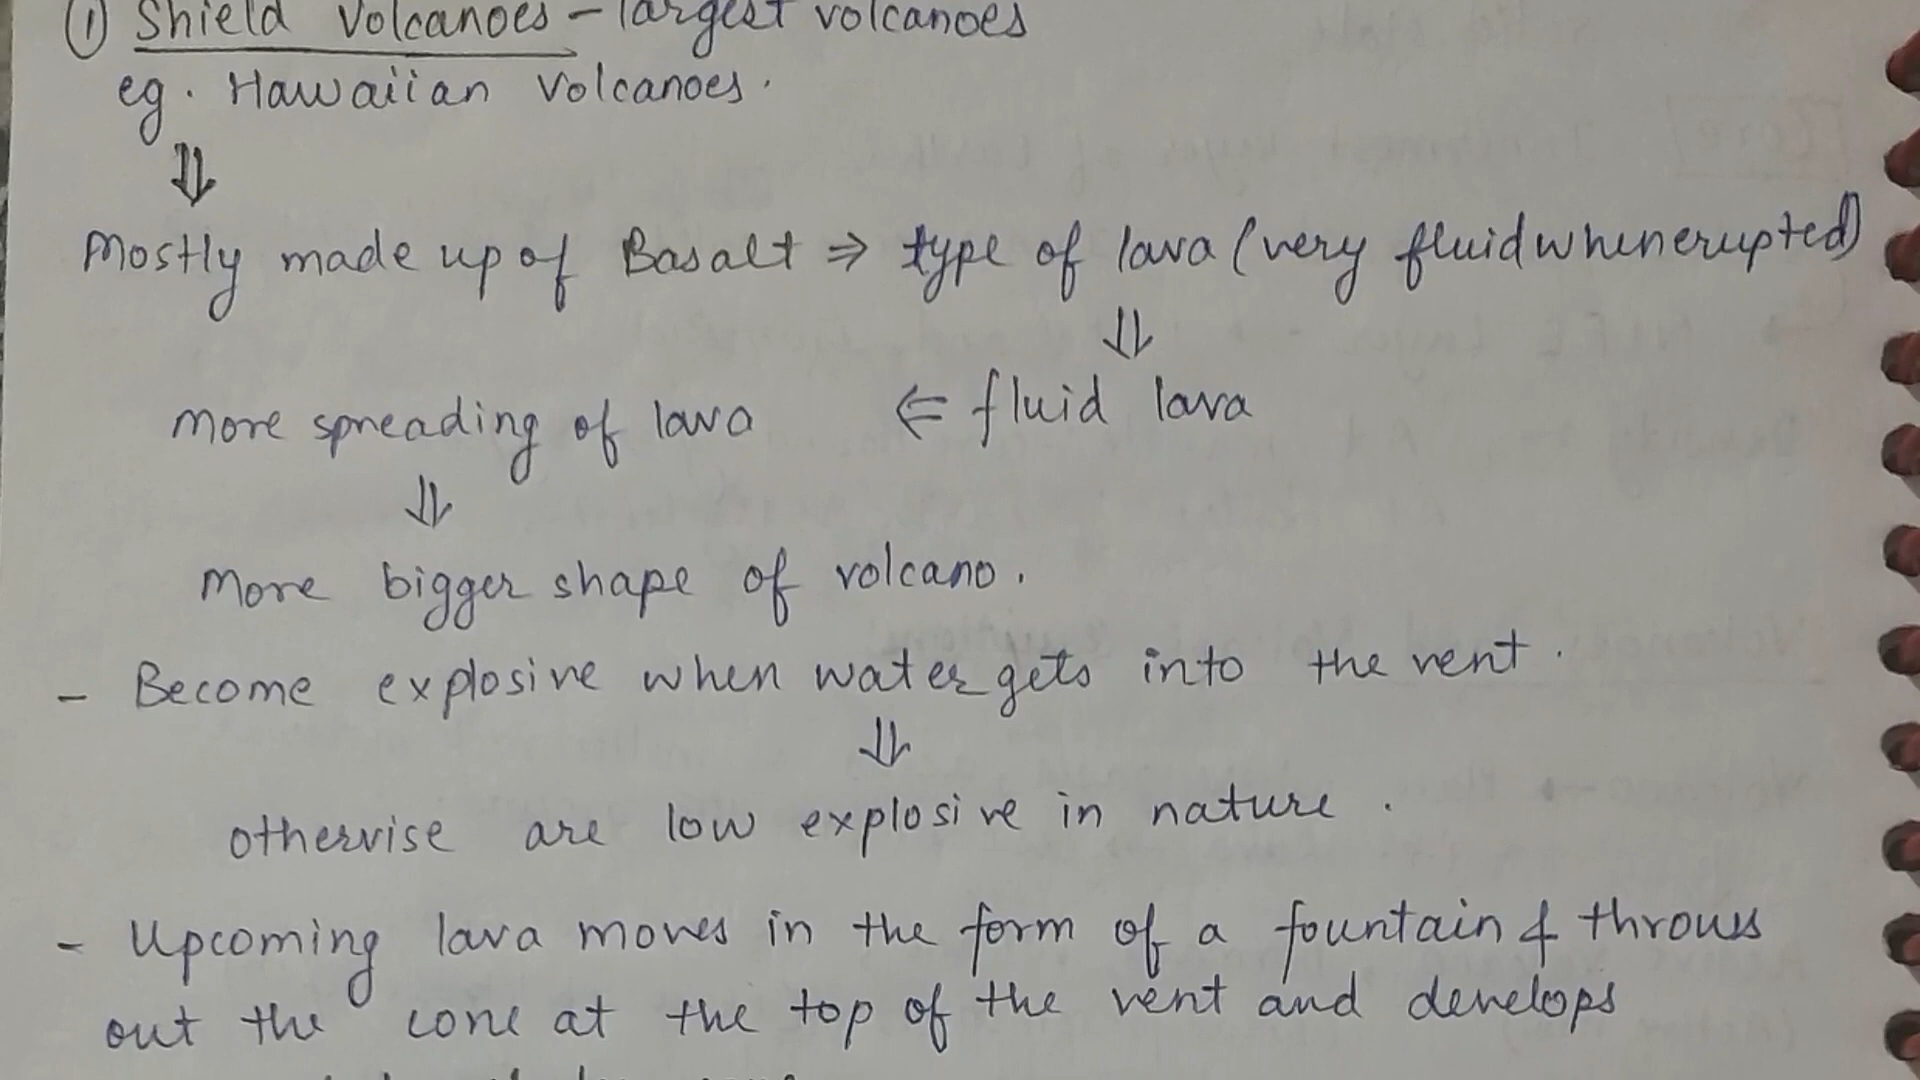 ① Shield Volcanoes - largest volcanoes
eg. Hawaiian Volcanoes.
⇓
Mostly made up of Basalt ⇒ type of lava (very fluid when erupted)
⇓
More spreading of lava ⇐ fluid lava
⇓
More bigger shape of volcano.
- Become explosive when water gets into the vent.
⇓
othervise are low explosive in nature.
- Upcoming lava moves in the form of a fountain & throws
out the cone at the top of the vent and develops